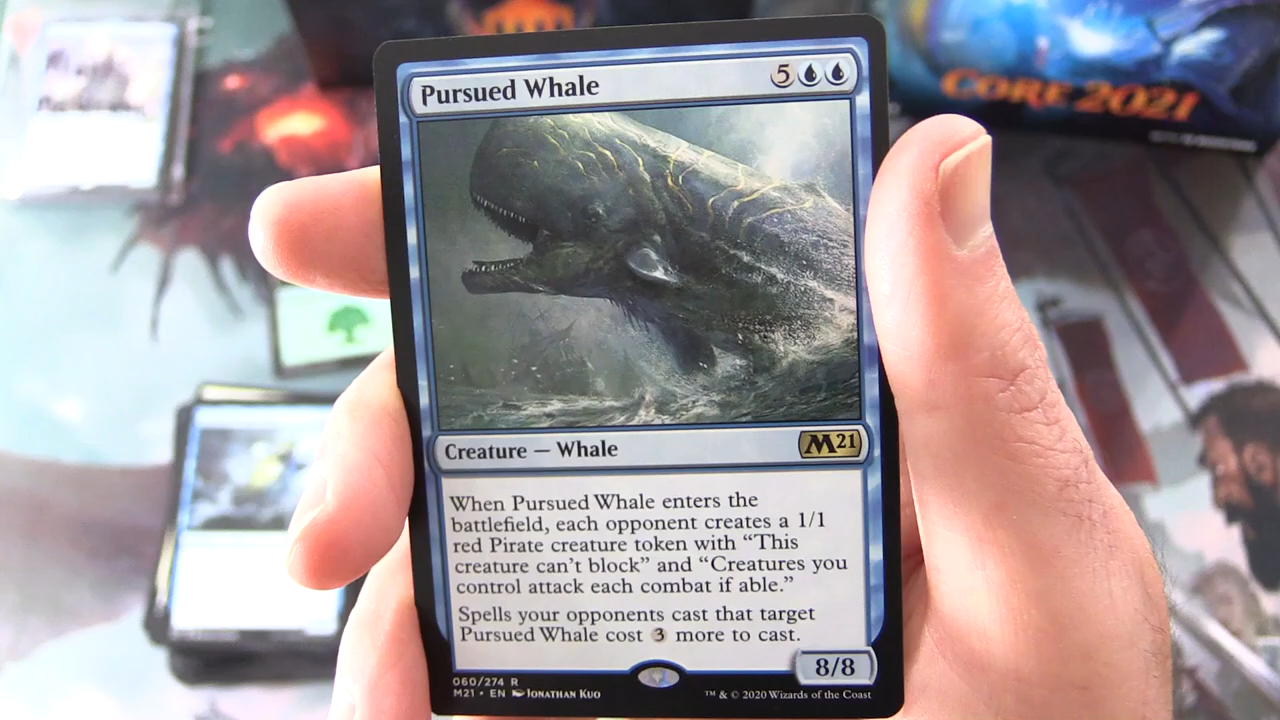 CORE 2021
Pursued Whale 5
Creature — Whale M21
When Pursued Whale enters the
battlefield, each opponent creates a 1/1
red Pirate creature token with “This
creature can't block” and “Creatures you
control attack each combat if able.”
Spells your opponents cast that target
Pursued Whale cost 3 more to cast.
8/8
060/274 R
M21 • EN JONATHAN KUO
™ & © 2020 Wizards of the Coast